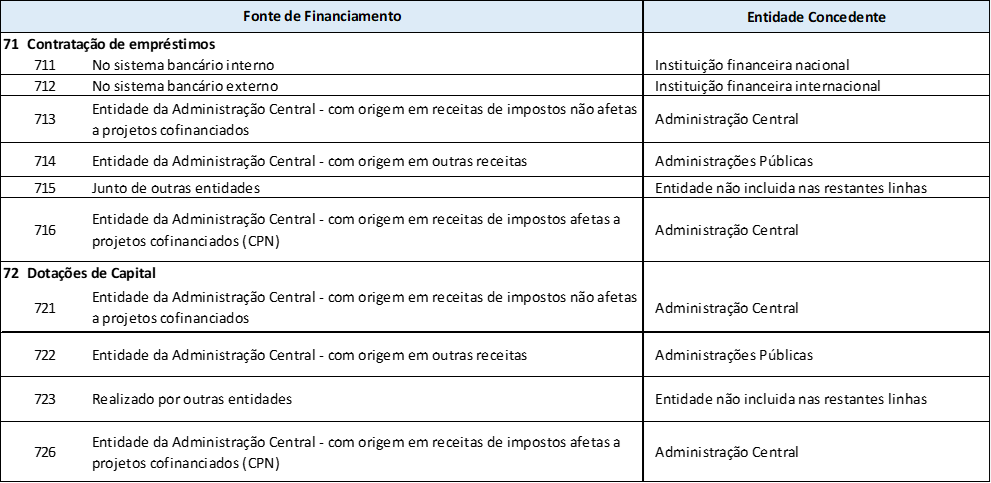 Fonte de Financiamento Entidade Concedente
71 Contratação de empréstimos
711 No sistema bancário interno Instituição financeira nacional
712 No sistema bancário externo Instituição financeira internacional
713 Entidade da Administração Central - com origem em receitas de impostos não afetas
a projetos cofinanciados Administração Central
714 Entidade da Administração Central - com origem em outras receitas Administrações Públicas
715 Junto de outras entidades Entidade não incluida nas restantes linhas
716 Entidade da Administração Central - com origem em receitas de impostos afetas a
projetos cofinanciados (CPN) Administração Central
72 Dotações de Capital
721 Entidade da Administração Central - com origem em receitas de impostos não afetas
a projetos cofinanciados Administração Central
722 Entidade da Administração Central - com origem em outras receitas Administrações Públicas
723 Realizado por outras entidades Entidade não incluida nas restantes linhas
726 Entidade da Administração Central - com origem em receitas de impostos afetas a
projetos cofinanciados (CPN) Administração Central